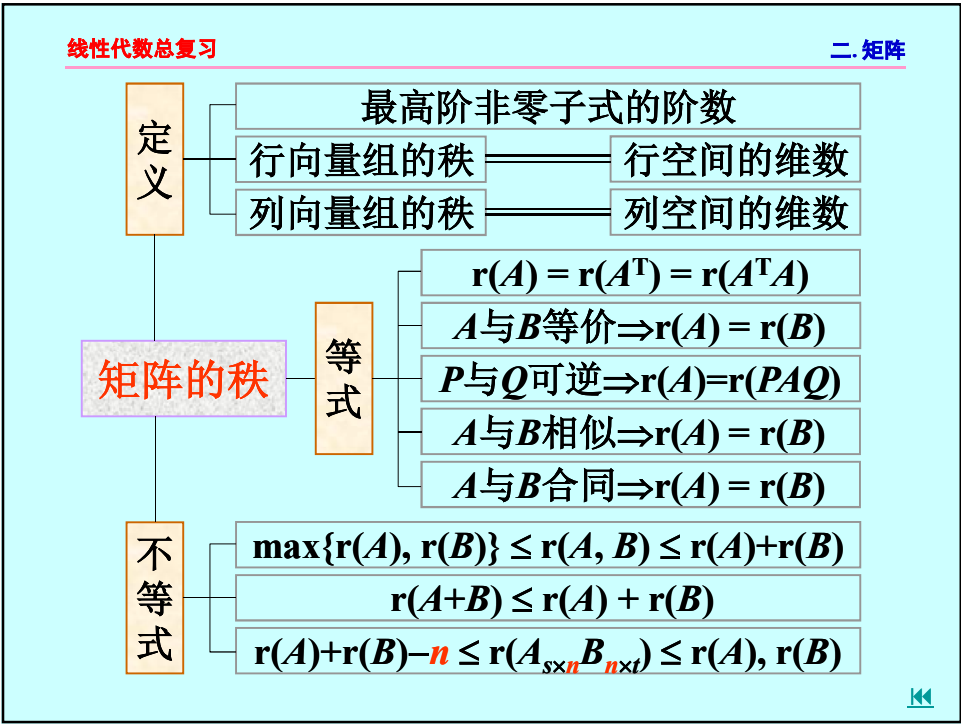 线性代数总复习
二. 矩阵
定义
最高阶非零子式的阶数
行向量组的秩
行空间的维数
列向量组的秩
列空间的维数
矩阵的秩
等式
r(A) = r(Aᵀ) = r(AᵀA)
A与B等价⇒r(A) = r(B)
P与Q可逆⇒r(A)=r(PAQ)
A与B相似⇒r(A) = r(B)
A与B合同⇒r(A) = r(B)
不等式
max{r(A), r(B)} ≤ r(A, B) ≤ r(A)+r(B)
r(A+B) ≤ r(A) + r(B)
r(A)+r(B)−n ≤ r(Aₛ×ₙBₙ×ₜ) ≤ r(A), r(B)